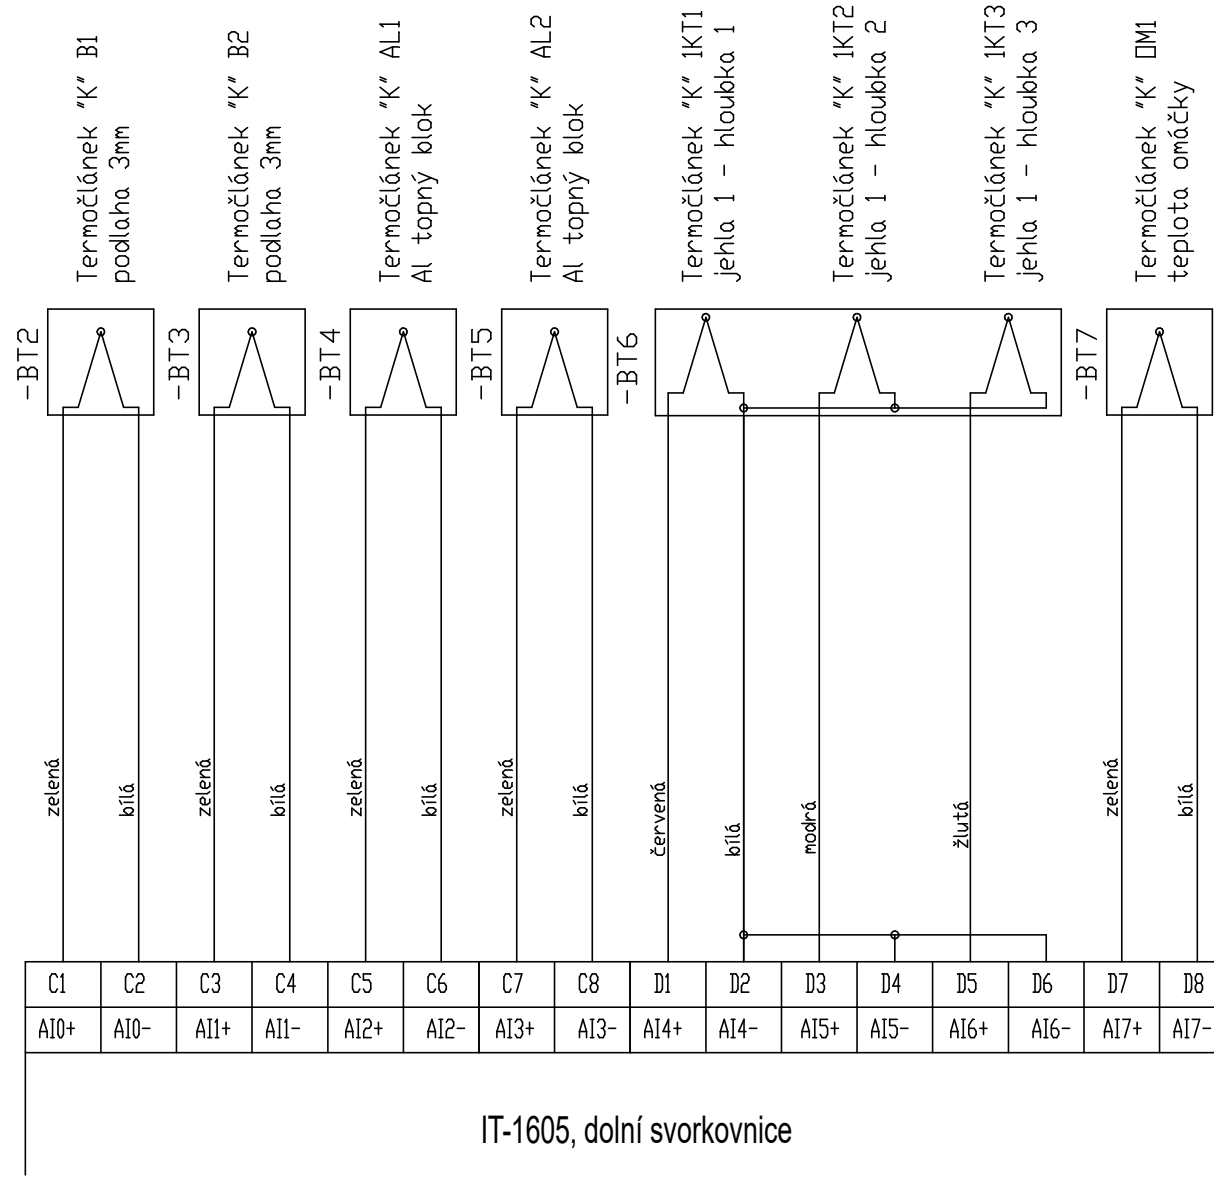 Termočlánek "K" B1
podlaha 3mm
Termočlánek "K" B2
podlaha 3mm
Termočlánek "K" AL1
Al topný blok
Termočlánek "K" AL2
Al topný blok
Termočlánek "K" 1KT1
jehla 1 - hloubka 1
Termočlánek "K" 1KT2
jehla 1 - hloubka 2
Termočlánek "K" 1KT3
jehla 1 - hloubka 3
Termočlánek "K" OM1
teplota omáčky
-BT2
-BT3
-BT4
-BT5
-BT6
-BT7
zelená
bílá
zelená
bílá
zelená
bílá
zelená
bílá
červená
bílá
modrá
žlutá
zelená
bílá
C1 C2 C3 C4 C5 C6 C7 C8 D1 D2 D3 D4 D5 D6 D7 D8
AI0+ AI0- AI1+ AI1- AI2+ AI2- AI3+ AI3- AI4+ AI4- AI5+ AI5- AI6+ AI6- AI7+ AI7-
IT-1605, dolní svorkovnice